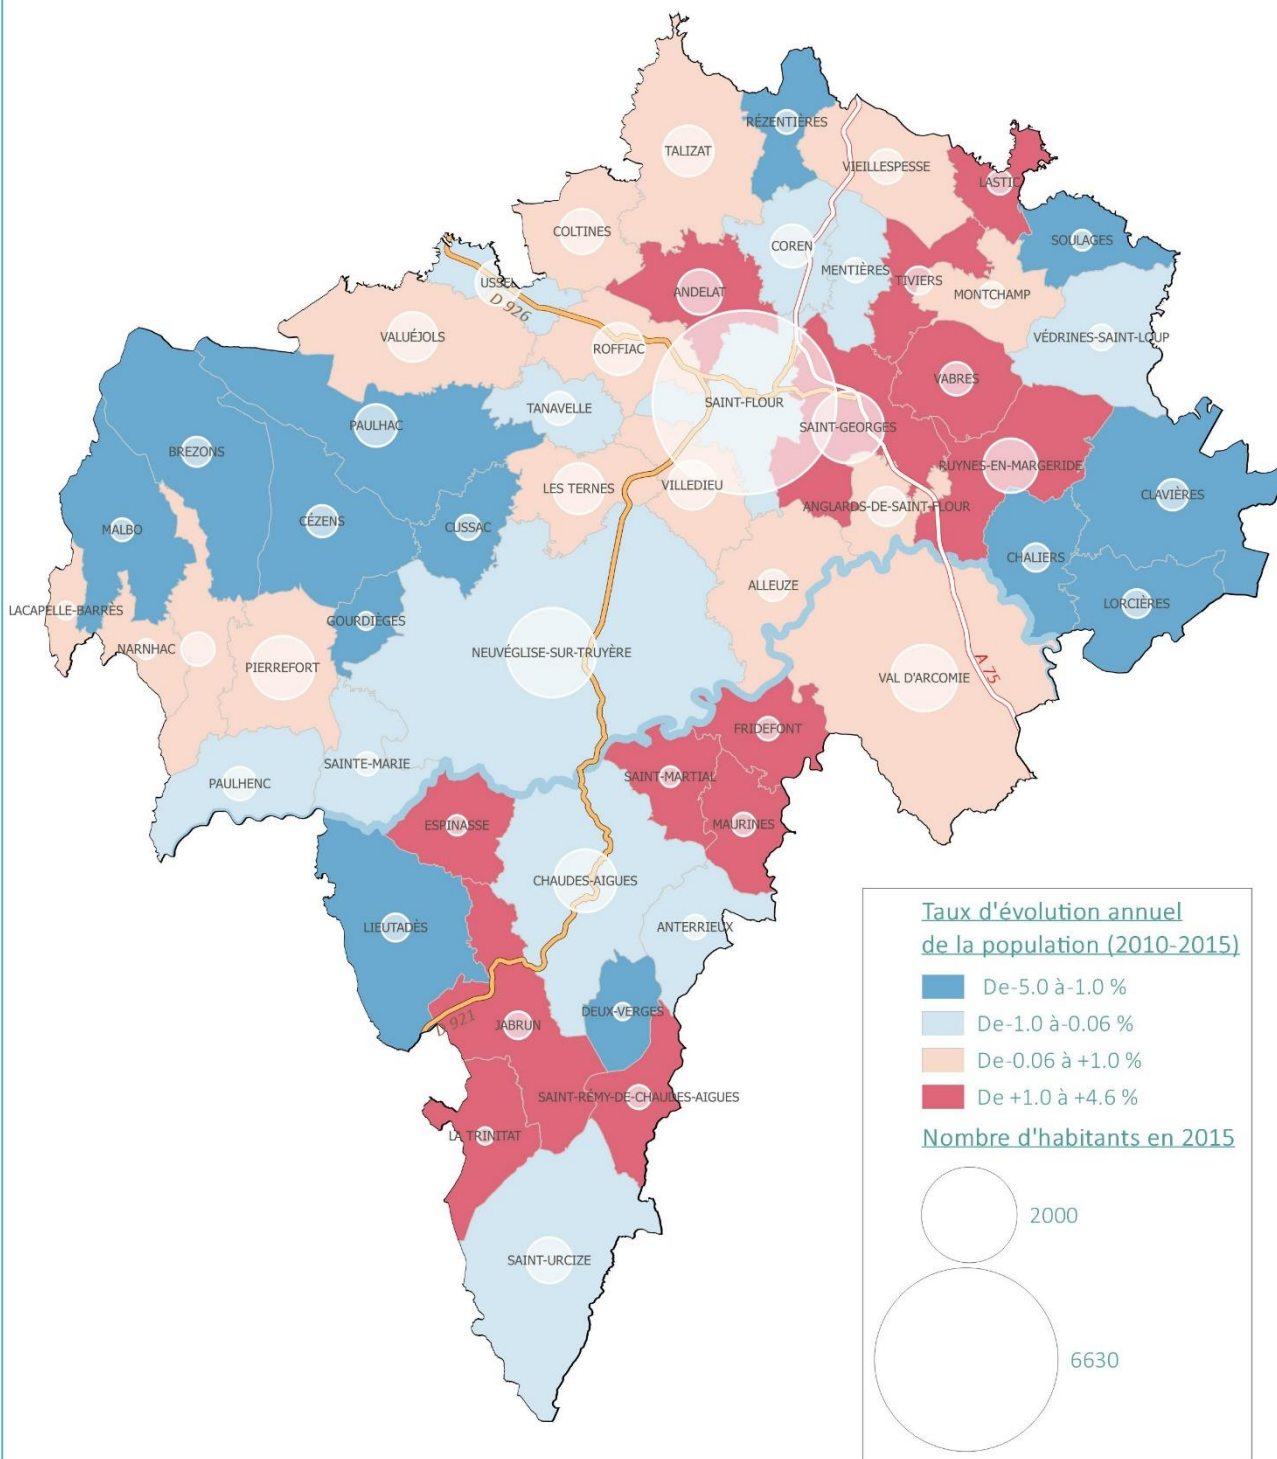 RÉZENTIÈRES
TALIZAT
VIEILLESPESSE
LASTIC
COLTINES
COREN
SOULAGES
MENTIÈRES
USSEL
TIVIERS
ANDELAT
MONTCHAMP
D 926
VALUÉJOLS
VÉDRINES-SAINT-LOUP
ROFFIAC
VABRES
SAINT-FLOUR
TANAVELLE
PAULHAC
SAINT-GEORGES
BREZONS
RUYNES-EN-MARGERIDE
LES TERNES
VILLEDIEU
CLAVIÈRES
ANGLARDS-DE-SAINT-FLOUR
CÉZENS
CUSSAC
MALBO
CHALIERS
ALLEUZE
LORCIÈRES
LACAPELLE-BARRÈS
GOURDIÈGES
NARNHAC
NEUVÉGLISE-SUR-TRUYÈRE
PIERREFORT
A 75
VAL D'ARCOMIE
FRIDEFONT
SAINTE-MARIE
SAINT-MARTIAL
PAULHENC
ESPINASSE
MAURINES
CHAUDES-AIGUES
LIEUTADÈS
ANTERRIEUX
DEUX-VERGES
D 921
JABRUN
SAINT-RÉMY-DE-CHAUDES-AIGUES
LA TRINITAT
SAINT-URCIZE
Taux d'évolution annuel
de la population (2010-2015)
De-5.0 à-1.0 %
De-1.0 à-0.06 %
De-0.06 à +1.0 %
De +1.0 à +4.6 %
Nombre d'habitants en 2015
2000
6630